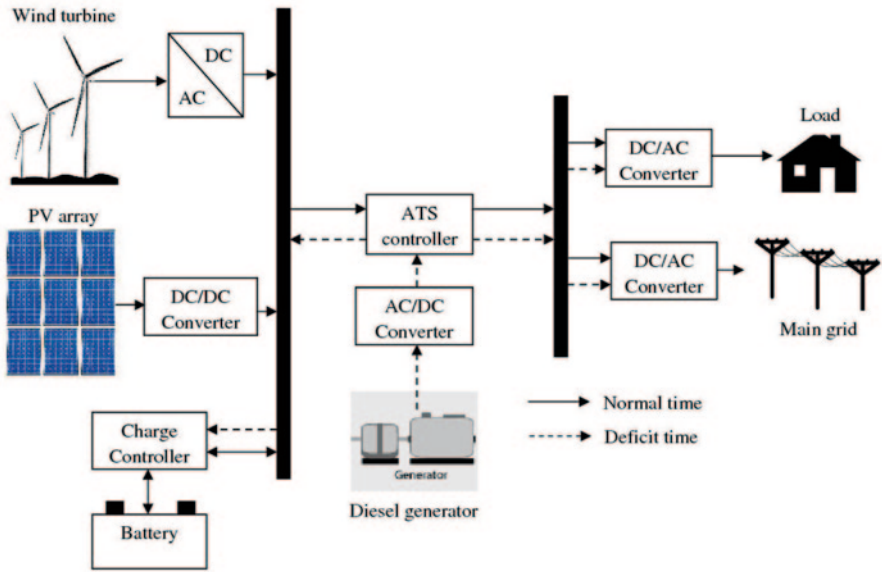 Wind turbine
DC
AC
Load
DC/AC
Converter
PV array
ATS
controller
DC/AC
Converter
DC/DC
Converter
AC/DC
Converter
Main grid
Normal time
Charge
Controller
Deficit time
Generator
Diesel generator
Battery